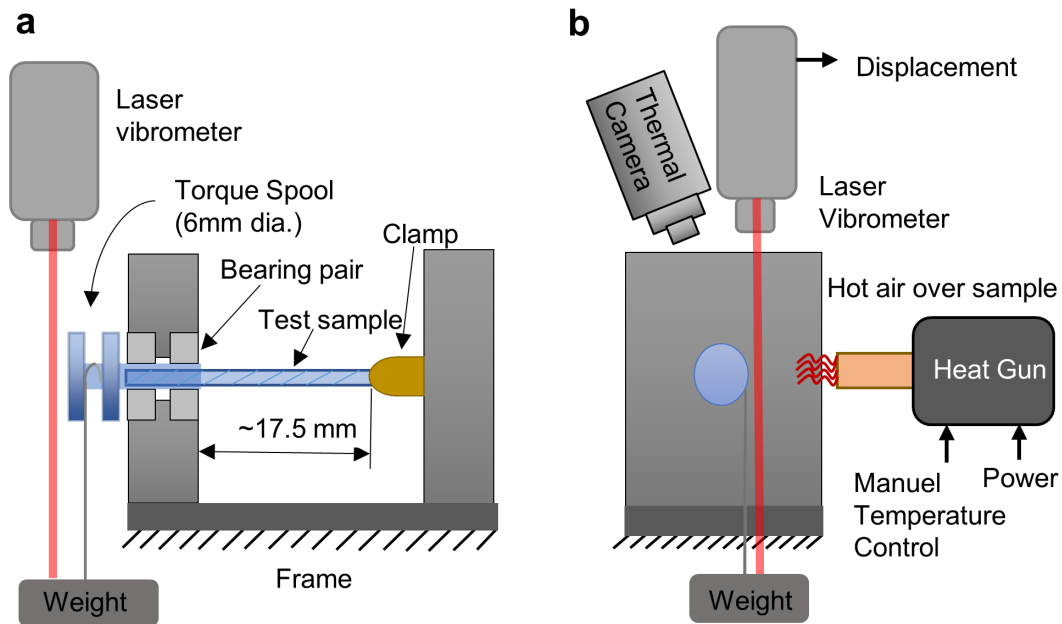 a
Laser
vibrometer
Torque Spool
(6mm dia.)
Clamp
Bearing pair
Test sample
~17.5 mm
Frame
Weight
b
Displacement
Thermal
Camera
Laser
Vibrometer
Hot air over sample
Heat Gun
Manuel
Temperature
Control
Power
Weight